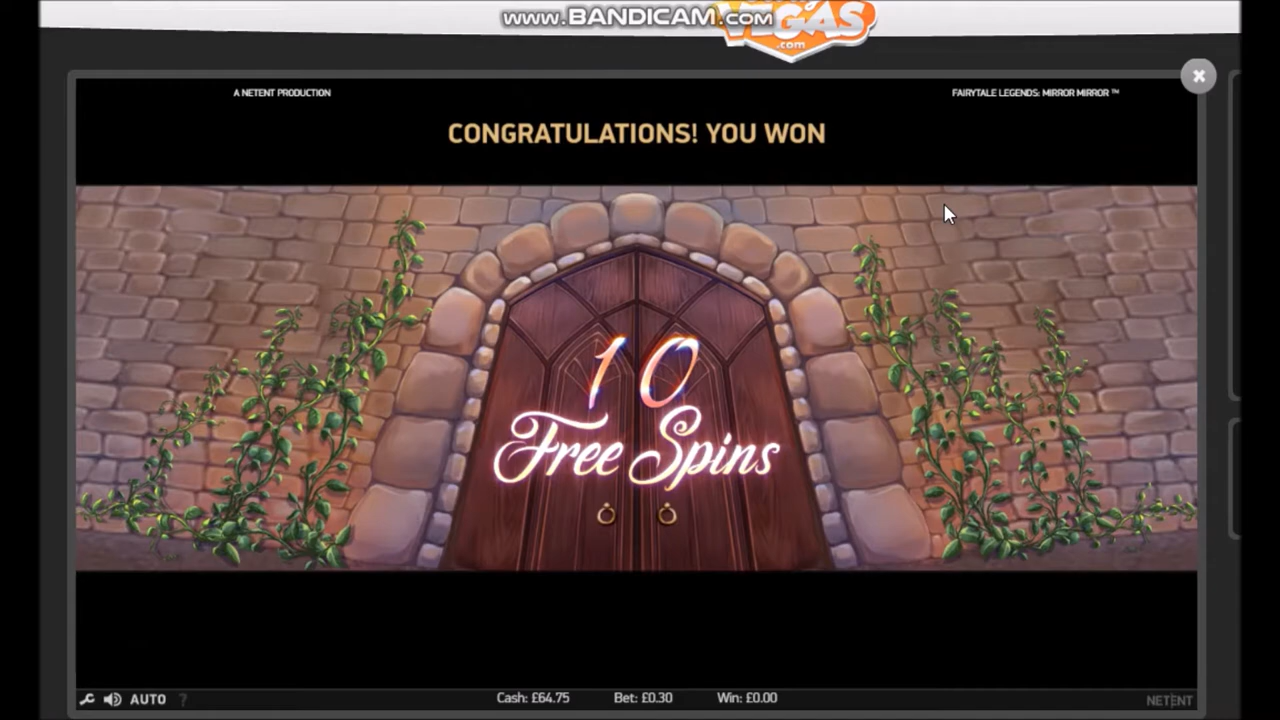 www.BANDICAM.com
VEGAS
.com
A NETENT PRODUCTION
FAIRYTALE LEGENDS: MIRROR MIRROR™
CONGRATULATIONS! YOU WON
10
Free Spins
AUTO ?
Cash: £64.75 Bet: £0.30 Win: £0.00
NETENT